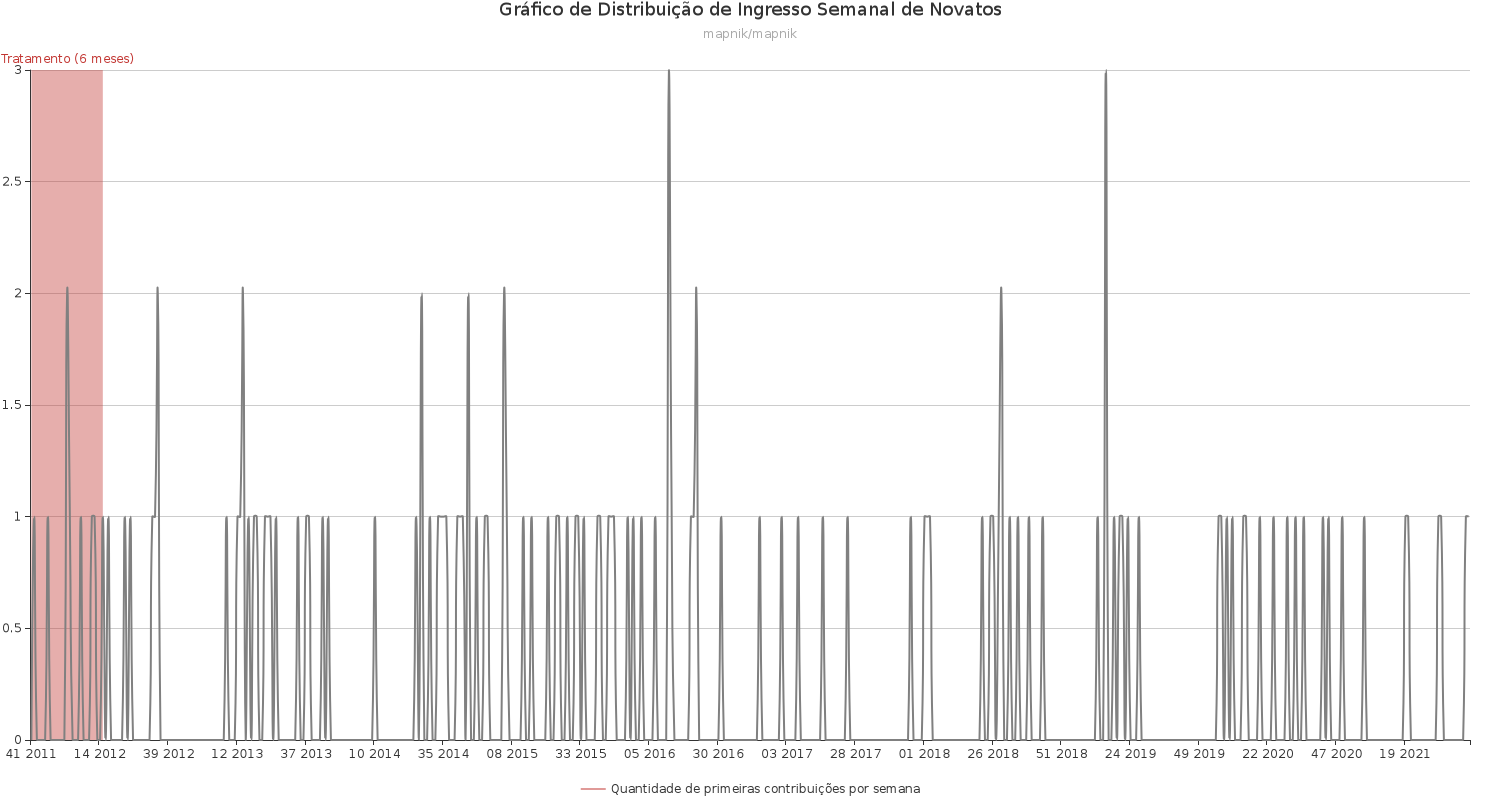 Gráfico de Distribuição de Ingresso Semanal de Novatos
mapnik/mapnik
Tratamento (6 meses)
3
2.5
2
1.5
1
0.5
0
41 2011 14 2012 39 2012 12 2013 37 2013 10 2014 35 2014 08 2015 33 2015 05 2016 30 2016 03 2017 28 2017 01 2018 26 2018 51 2018 24 2019 49 2019 22 2020 47 2020 19 2021
Quantidade de primeiras contribuições por semana